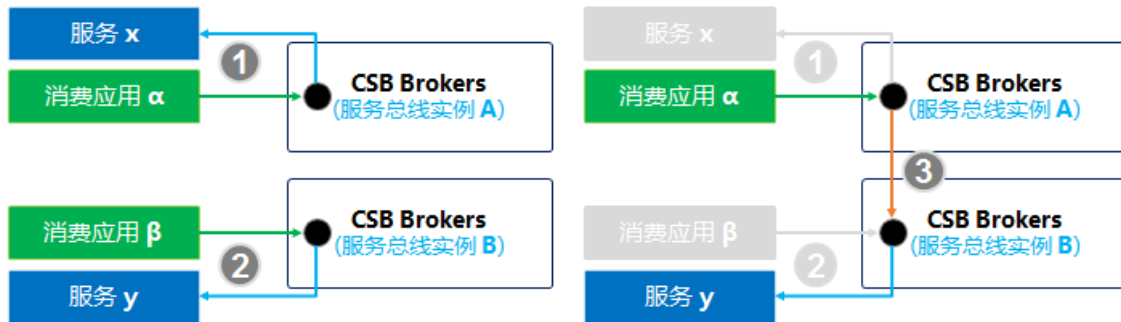 服务 x
1
消费应用 α
CSB Brokers
(服务总线实例 A)
消费应用 β
CSB Brokers
(服务总线实例 B)
2
服务 y
服务 x
1
消费应用 α
CSB Brokers
(服务总线实例 A)
3
消费应用 β
CSB Brokers
(服务总线实例 B)
2
服务 y